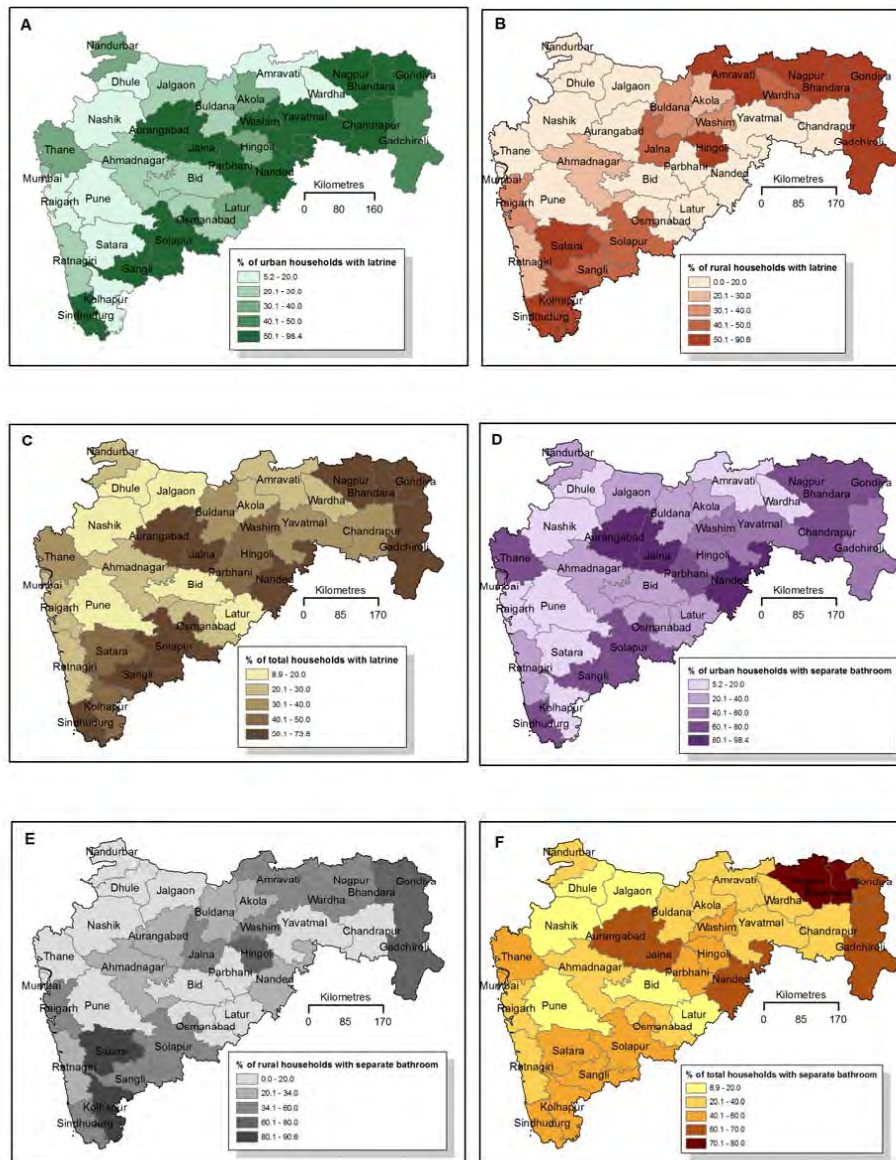 A
Nandurbar
Dhule
Jalgaon
Nashik
Buldana
Akola
Amravati
Wardha
Nagpur
Bhandara
Gondiya
Aurangabad
Washim
Yavatmal
Chandrapur
Gadchiroli
Thane
Jalna
Hingoli
Mumbai
Ahmadnagar
Parbhani
Nanded
Raigarh
Pune
Bid
Latur
Osmanabad
Satara
Solapur
Ratnagiri
Sangli
Kolhapur
Sindhudurg
Kilometres
0 80 160
% of urban households with latrine
5.2 - 20.0
20.1 - 30.0
30.1 - 40.0
40.1 - 50.0
50.1 - 98.4
B
Nandurbar
Dhule
Jalgaon
Nashik
Buldana
Akola
Amravati
Wardha
Nagpur
Bhandara
Gondiya
Aurangabad
Washim
Yavatmal
Chandrapur
Gadchiroli
Thane
Jalna
Hingoli
Mumbai
Ahmadnagar
Parbhani
Nanded
Raigarh
Pune
Bid
Latur
Osmanabad
Satara
Solapur
Ratnagiri
Sangli
Kolhapur
Sindhudurg
Kilometres
0 85 170
% of rural households with latrine
0.0 - 20.0
20.1 - 30.0
30.1 - 40.0
40.1 - 50.0
50.1 - 90.6
C
Nandurbar
Dhule
Jalgaon
Nashik
Buldana
Akola
Amravati
Wardha
Nagpur
Bhandara
Gondiya
Aurangabad
Washim
Yavatmal
Chandrapur
Gadchiroli
Thane
Jalna
Hingoli
Mumbai
Ahmadnagar
Parbhani
Nanded
Raigarh
Pune
Bid
Latur
Osmanabad
Satara
Solapur
Ratnagiri
Sangli
Kolhapur
Sindhudurg
Kilometres
0 85 170
% of total households with latrine
8.9 - 20.0
20.1 - 30.0
30.1 - 40.0
40.1 - 50.0
50.1 - 73.8
D
Nandurbar
Dhule
Jalgaon
Nashik
Buldana
Akola
Amravati
Wardha
Nagpur
Bhandara
Gondiya
Aurangabad
Washim
Yavatmal
Chandrapur
Gadchiroli
Thane
Jalna
Hingoli
Mumbai
Ahmadnagar
Parbhani
Nanded
Raigarh
Pune
Bid
Latur
Osmanabad
Satara
Solapur
Ratnagiri
Sangli
Kolhapur
Sindhudurg
Kilometres
0 85 170
% of urban households with separate bathroom
5.2 - 20.0
20.1 - 40.0
40.1 - 60.0
60.1 - 80.0
80.1 - 98.4
E
Nandurbar
Dhule
Jalgaon
Nashik
Buldana
Akola
Amravati
Wardha
Nagpur
Bhandara
Gondiya
Aurangabad
Washim
Yavatmal
Chandrapur
Gadchiroli
Thane
Jalna
Hingoli
Mumbai
Ahmadnagar
Parbhani
Nanded
Raigarh
Pune
Bid
Latur
Osmanabad
Satara
Solapur
Ratnagiri
Sangli
Kolhapur
Sindhudurg
Kilometres
0 85 170
% of rural households with separate bathroom
0.0 - 20.0
20.1 - 34.0
34.1 - 60.0
60.1 - 80.0
80.1 - 90.6
F
Nandurbar
Dhule
Jalgaon
Nashik
Buldana
Akola
Amravati
Wardha
Gondiya
Aurangabad
Washim
Yavatmal
Chandrapur
Gadchiroli
Thane
Jalna
Hingoli
Mumbai
Ahmadnagar
Parbhani
Nanded
Raigarh
Pune
Bid
Latur
Osmanabad
Satara
Solapur
Ratnagiri
Sangli
Kolhapur
Sindhudurg
Kilometres
0 85 170
% of total households with separate bathroom
8.9 - 20.0
20.1 - 40.0
40.1 - 60.0
60.1 - 70.0
70.1 - 80.0